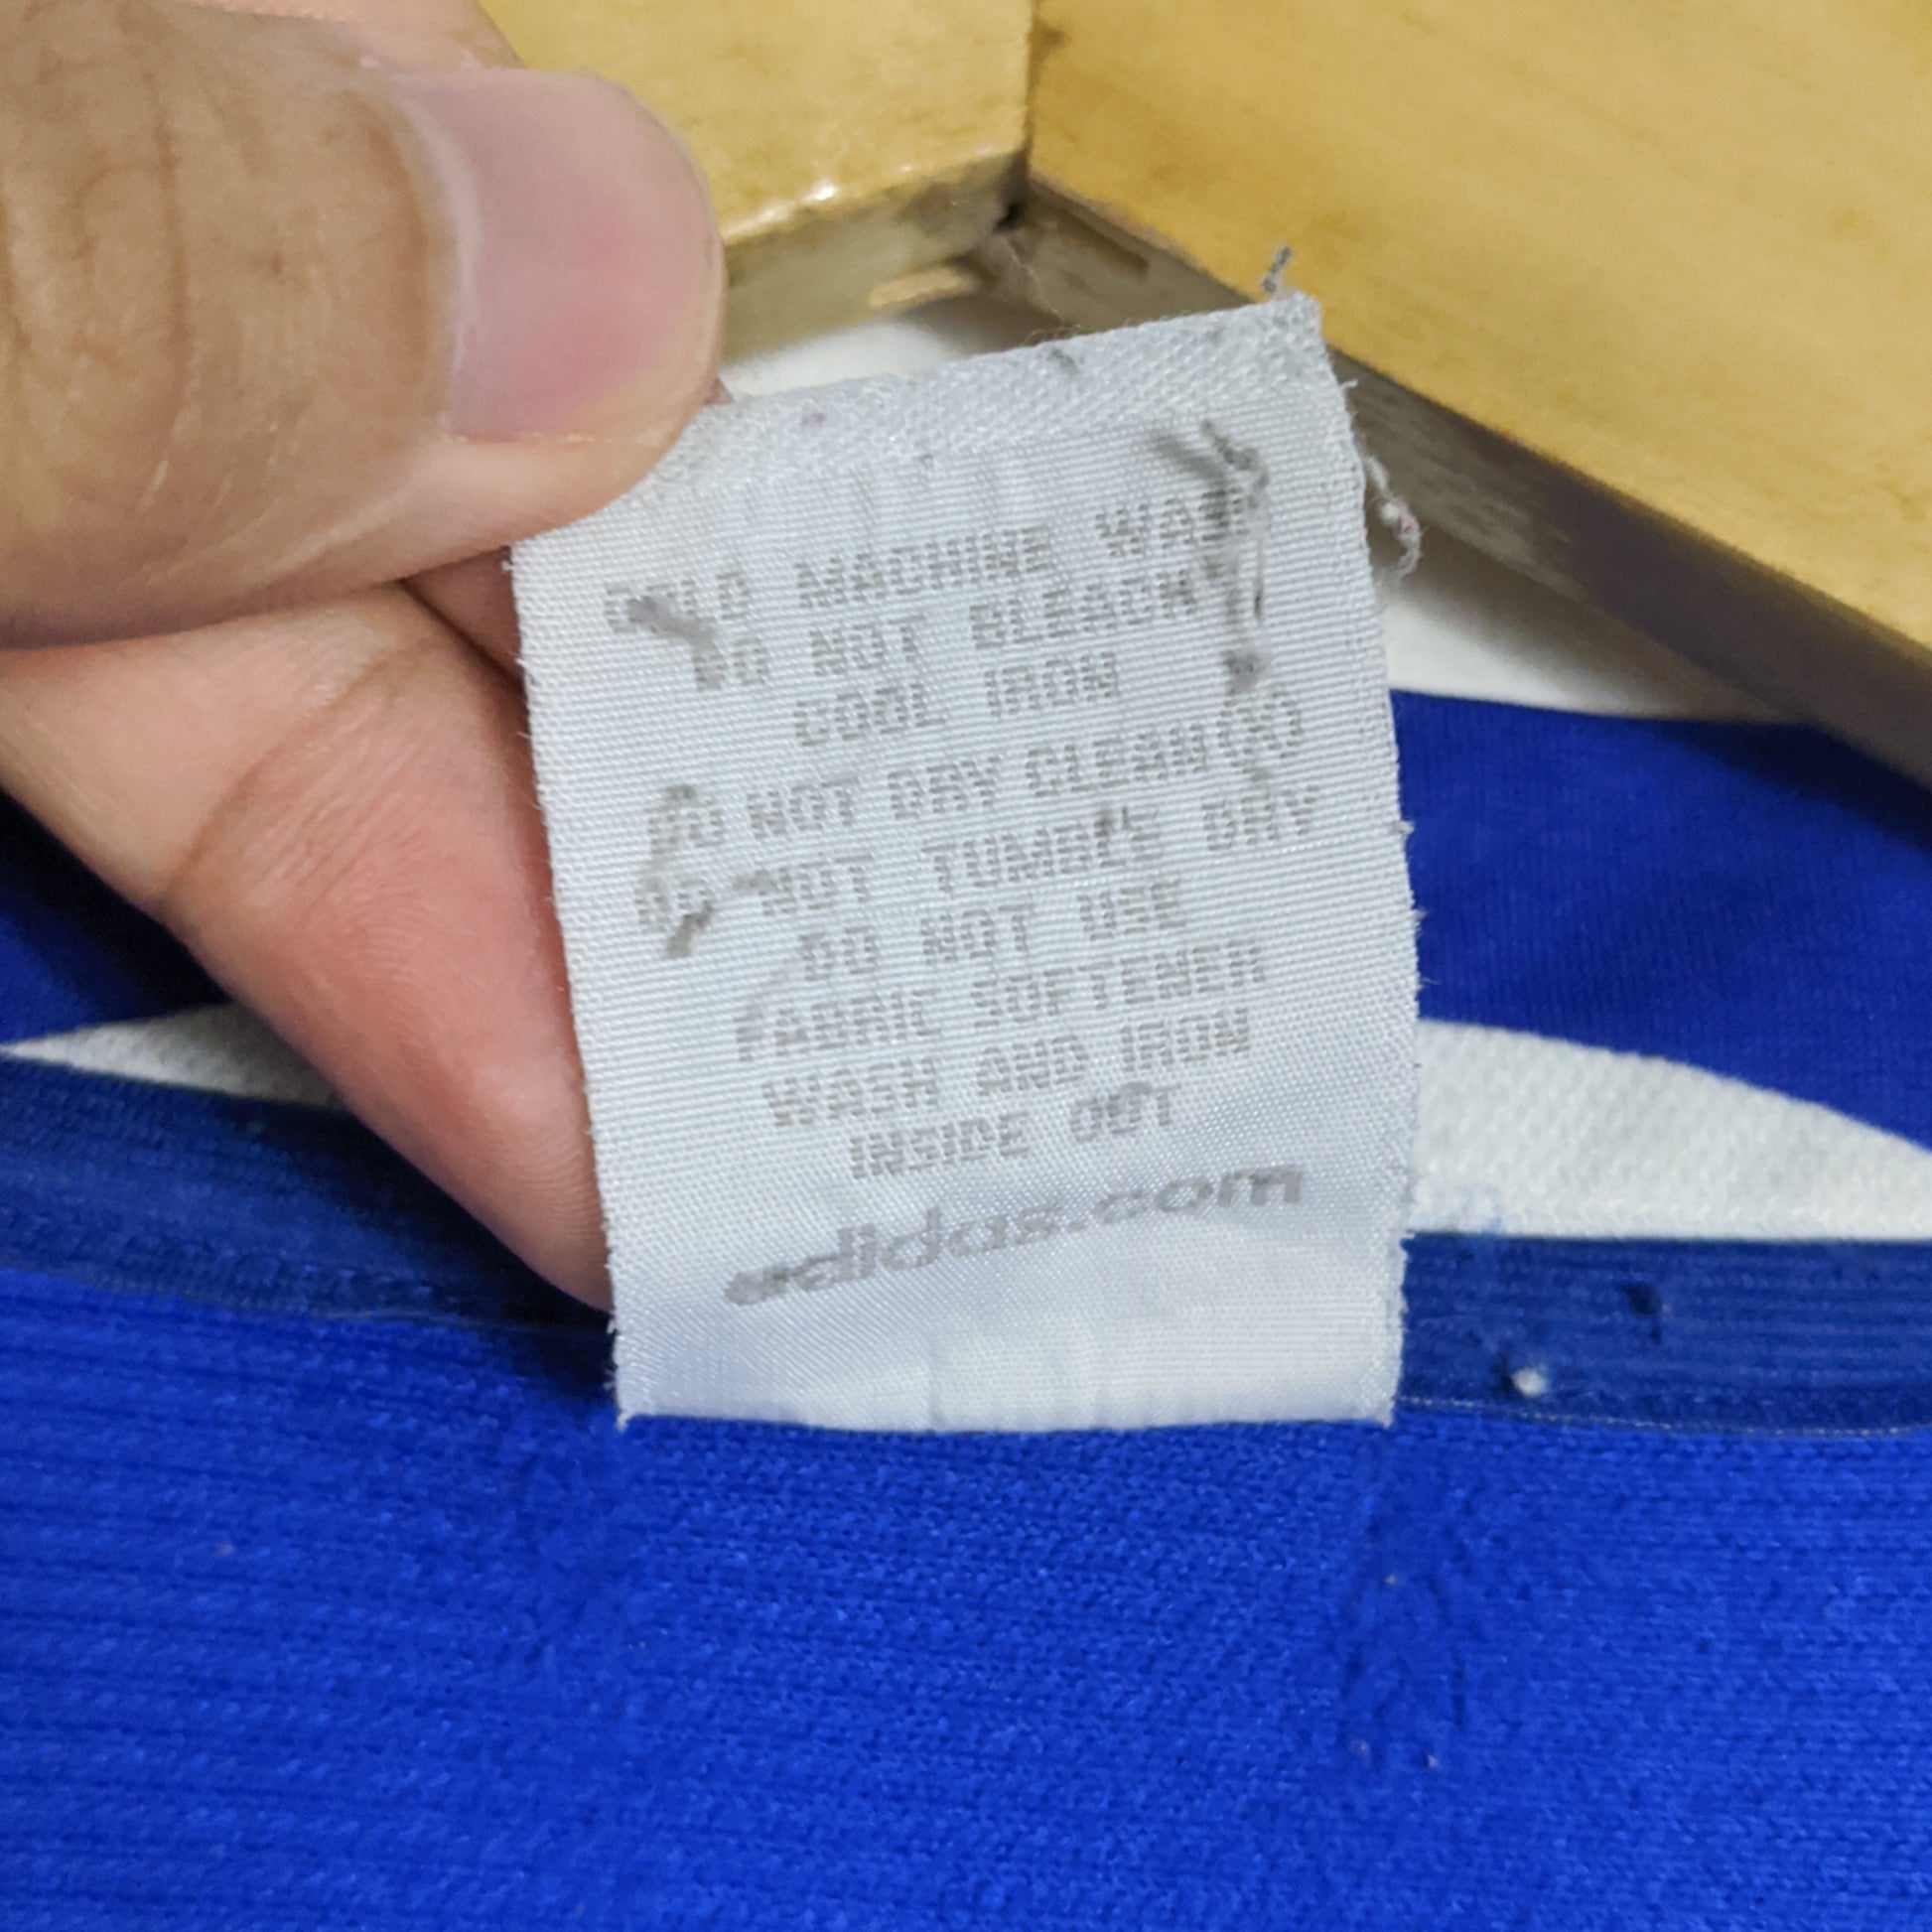 COLD MACHINE WASH
DO NOT BLEACH
COOL IRON
DO NOT DRY CLEAN(X)
DO NOT TUMBLE DRY
DO NOT USE
FABRIC SOFTENER
WASH AND IRON
INSIDE OUT
adidas.com